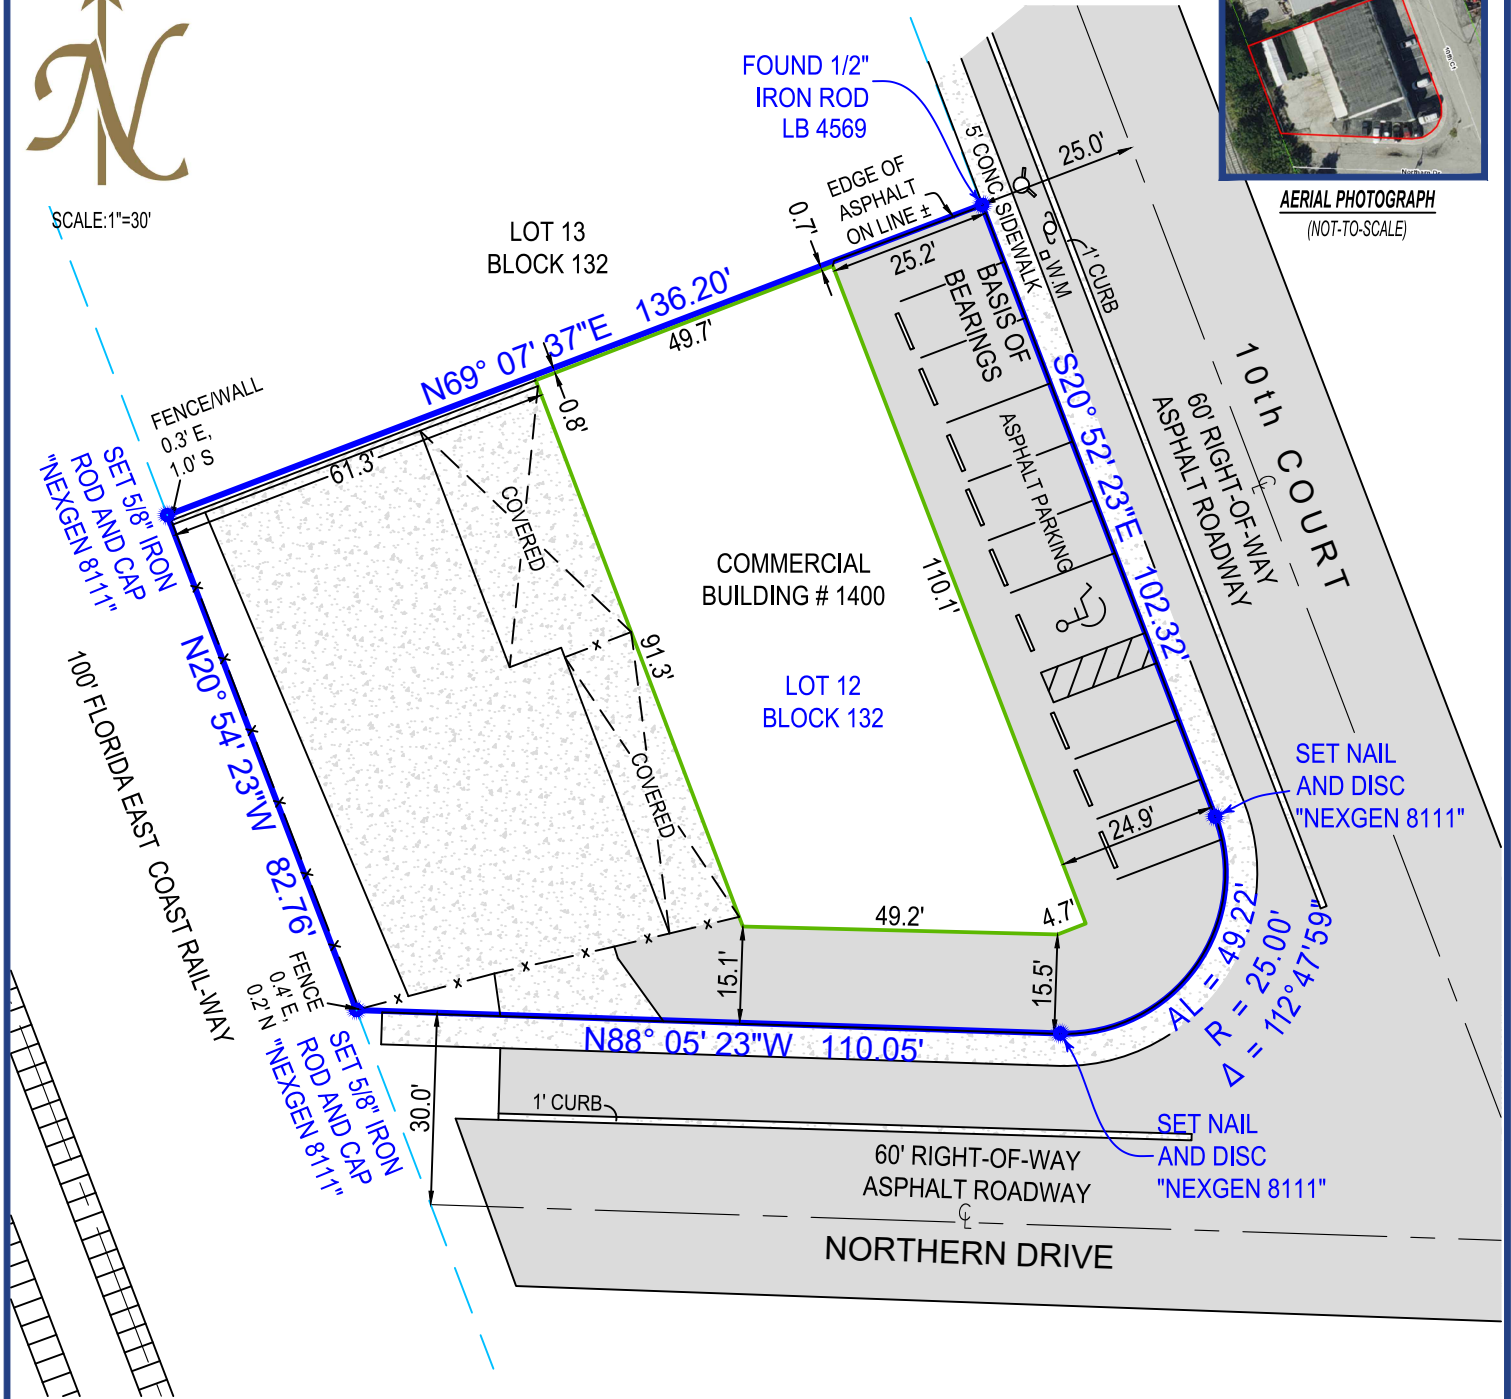 N
SCALE:1"=30'
FOUND 1/2"
IRON ROD
LB 4569
AERIAL PHOTOGRAPH
(NOT-TO-SCALE)
LOT 13
BLOCK 132
EDGE OF
ASPHALT
ON LINE ±
0.7'
25.2'
25.0'
5' CONC. SIDEWALK
W.M
1' CURB
BASIS OF
BEARINGS
N69° 07' 37"E 136.20'
49.7'
0.8'
61.3'
FENCE/WALL
0.3' E,
1.0' S
SET 5/8" IRON
ROD AND CAP
"NEXGEN 8111"
COVERED
COMMERCIAL
BUILDING # 1400
LOT 12
BLOCK 132
110.1'
91.3'
ASPHALT PARKING
S20° 52' 23"E 102.32'
10th COURT
60' RIGHT-OF-WAY
ASPHALT ROADWAY
℄
N20° 54' 23"W 82.76'
100' FLORIDA EAST COAST RAIL-WAY
COVERED
SET NAIL
AND DISC
"NEXGEN 8111"
24.9'
49.2'
4.7'
15.1'
15.5'
AL = 49.22'
R = 25.00'
Δ = 112°47'59"
FENCE
0.4' E,
0.2' N
SET 5/8" IRON
ROD AND CAP
"NEXGEN 8111"
N88° 05' 23"W 110.05'
30.0'
1' CURB
SET NAIL
AND DISC
"NEXGEN 8111"
60' RIGHT-OF-WAY
ASPHALT ROADWAY
℄
NORTHERN DRIVE